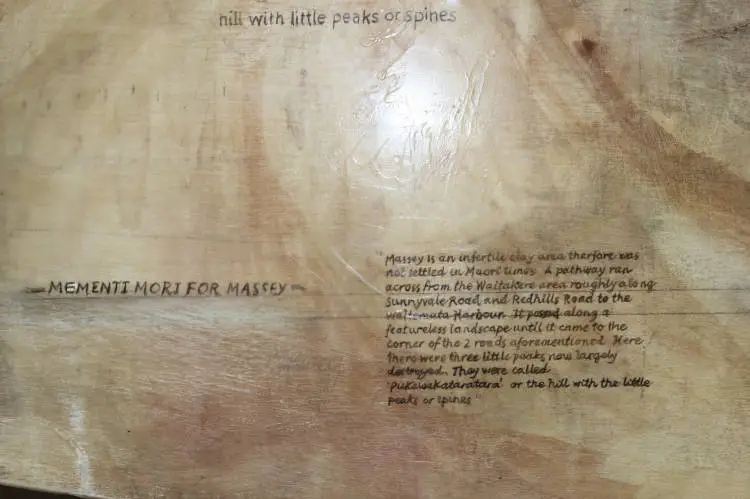 hill with little peaks or spines
—MEMENTI MORI FOR MASSEY—
"Massey is an infertile clay area therfore was
not settled in Maori times. A pathway ran
across from the Waitakere area roughly along
Sunnyvale Road and Redhills Road to the
Waitemata Harbour. It passed along a
featureless landscape until it came to the
corner of the 2 roads aforementioned. Here
there were three little peaks now largely
destroyed. They were called
'Pukewakataratara' or the hill with the little
peaks or spines"